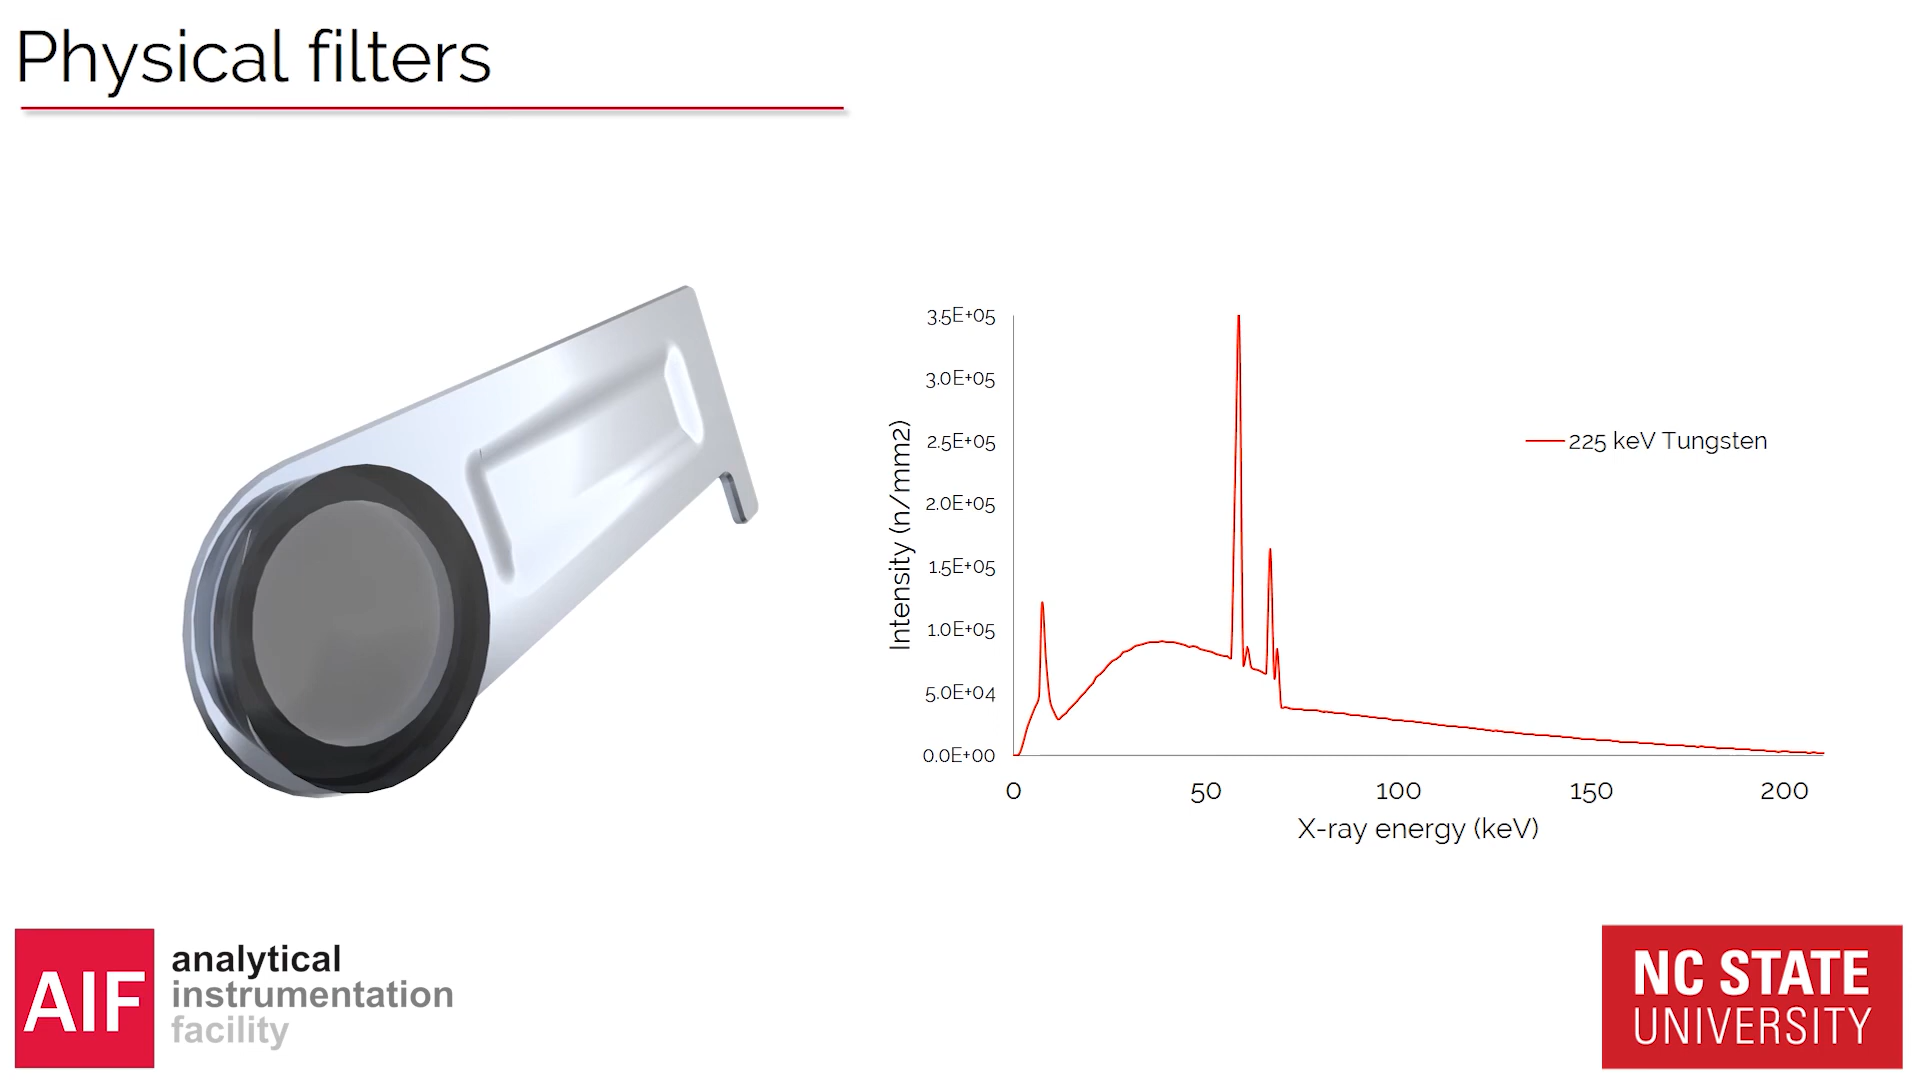 Physical filters
3.5E+05
3.0E+05
2.5E+05
2.0E+05
1.5E+05
1.0E+05
5.0E+04
0.0E+00
Intensity (n/mm2)
0 50 100 150 200
X-ray energy (keV)
225 keV Tungsten
AIF
analytical
instrumentation
facility
NC STATE
UNIVERSITY